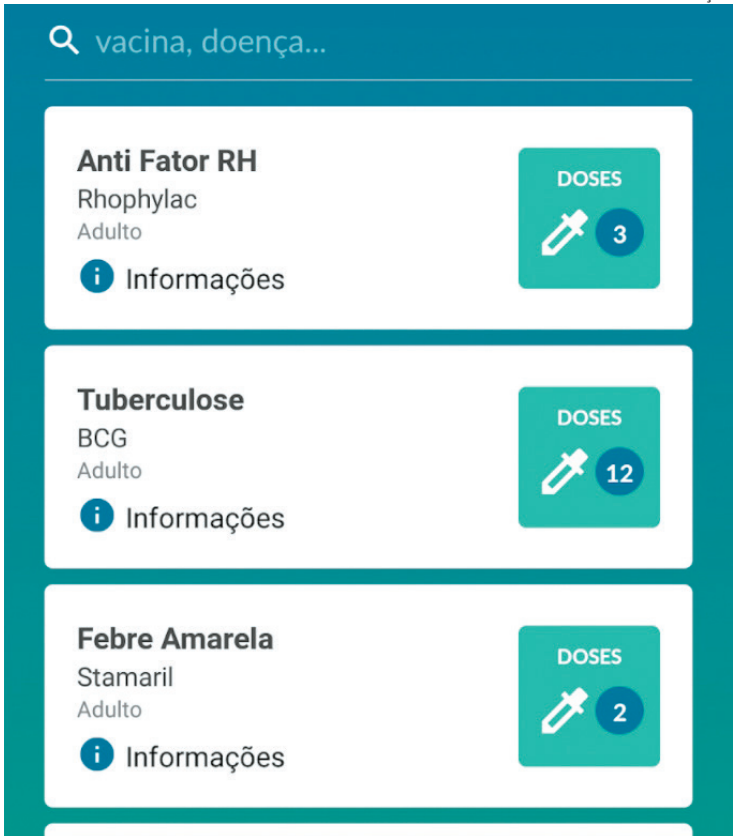 vacina, doença...
Anti Fator RH
Rhophylac
Adulto
Informações
DOSES
3
Tuberculose
BCG
Adulto
Informações
DOSES
12
Febre Amarela
Stamaril
Adulto
Informações
DOSES
2